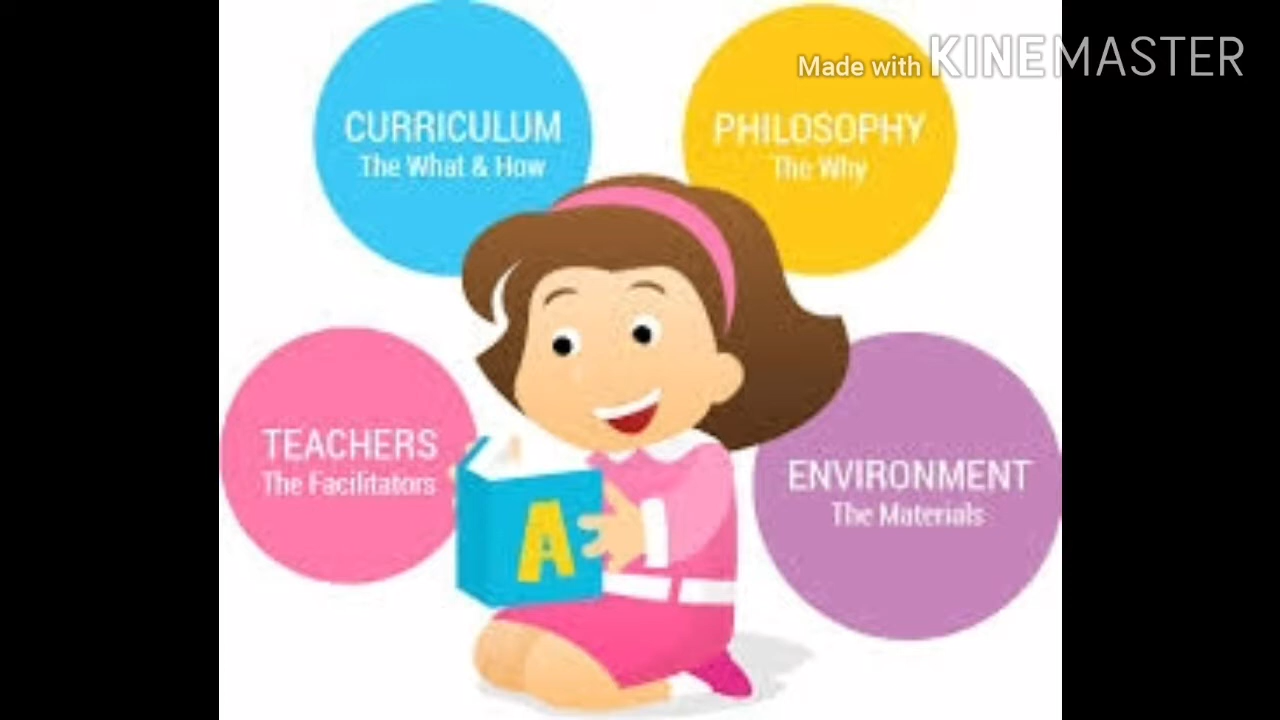 Made with KINEMASTER
CURRICULUM
The What & How
PHILOSOPHY
The Why
TEACHERS
The Facilitators
ENVIRONMENT
The Materials
A